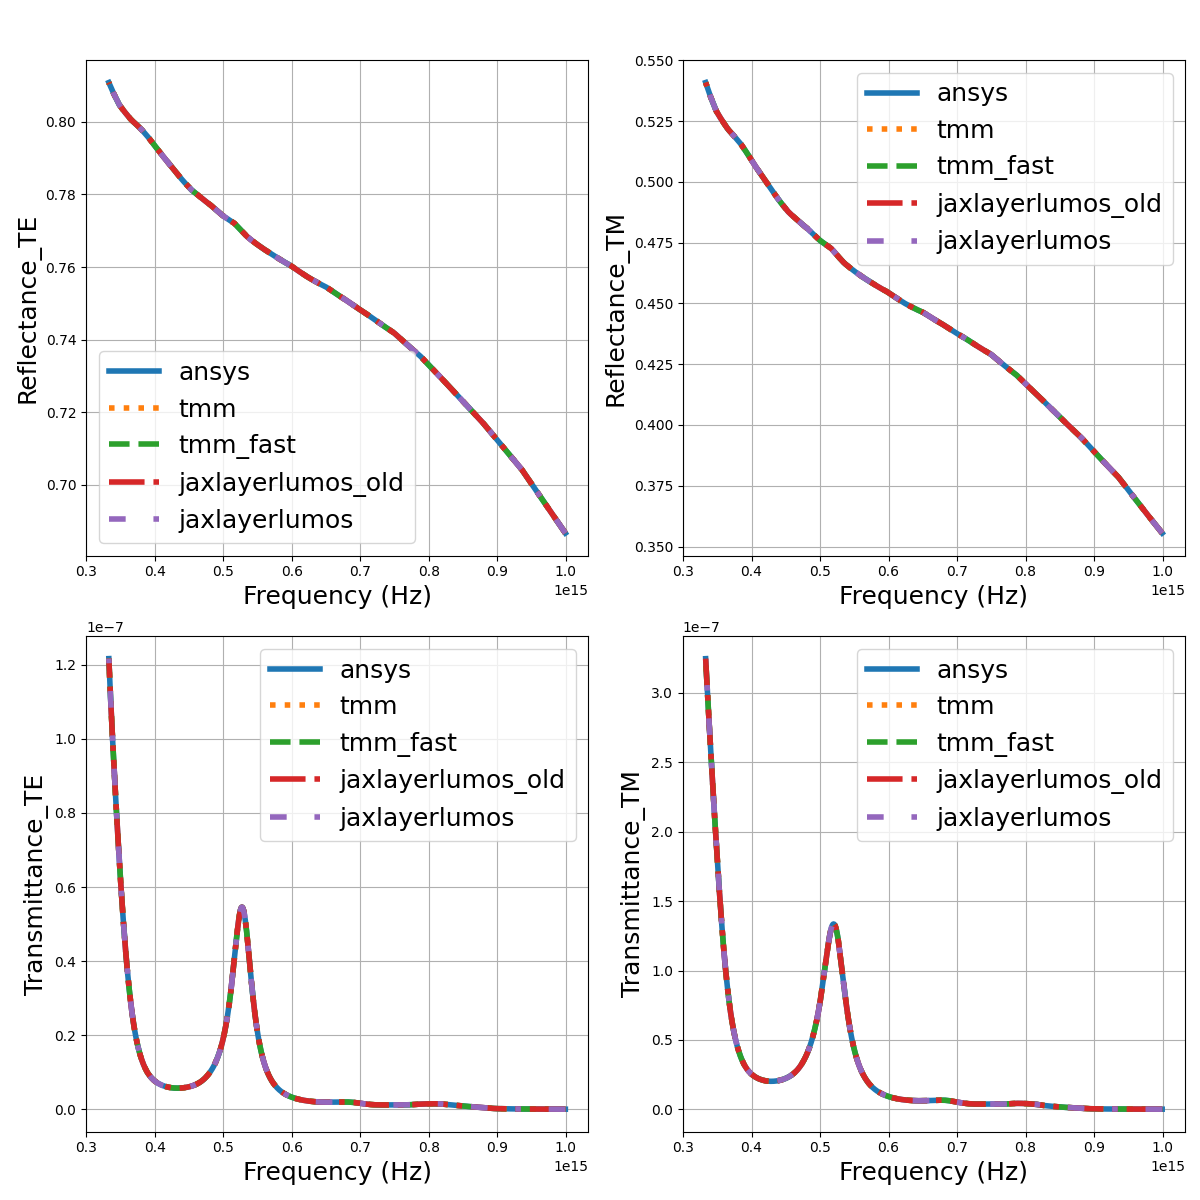 0.80
0.78
0.76
0.74
0.72
0.70
Reflectance_TE
ansys
tmm
tmm_fast
jaxlayerlumos_old
jaxlayerlumos
0.3 0.4 0.5 0.6 0.7 0.8 0.9 1.0
1e15
Frequency (Hz)
0.550
0.525
0.500
0.475
0.450
0.425
0.400
0.375
0.350
Reflectance_TM
ansys
tmm
tmm_fast
jaxlayerlumos_old
jaxlayerlumos
0.3 0.4 0.5 0.6 0.7 0.8 0.9 1.0
1e15
Frequency (Hz)
1e−7
1.2
1.0
0.8
0.6
0.4
0.2
0.0
Transmittance_TE
ansys
tmm
tmm_fast
jaxlayerlumos_old
jaxlayerlumos
0.3 0.4 0.5 0.6 0.7 0.8 0.9 1.0
1e15
Frequency (Hz)
1e−7
3.0
2.5
2.0
1.5
1.0
0.5
0.0
Transmittance_TM
ansys
tmm
tmm_fast
jaxlayerlumos_old
jaxlayerlumos
0.3 0.4 0.5 0.6 0.7 0.8 0.9 1.0
1e15
Frequency (Hz)